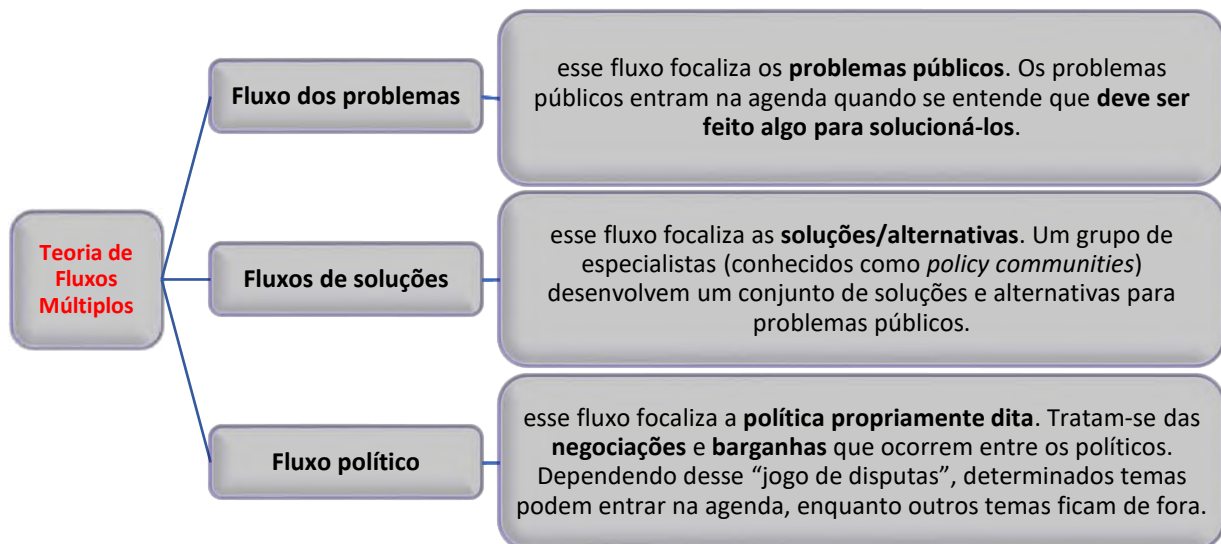 Teoria de
Fluxos
Múltiplos
Fluxo dos problemas
esse fluxo focaliza os problemas públicos. Os problemas
públicos entram na agenda quando se entende que deve ser
feito algo para solucioná-los.
Fluxos de soluções
esse fluxo focaliza as soluções/alternativas. Um grupo de
especialistas (conhecidos como policy communities)
desenvolvem um conjunto de soluções e alternativas para
problemas públicos.
Fluxo político
esse fluxo focaliza a política propriamente dita. Tratam-se das
negociações e barganhas que ocorrem entre os políticos.
Dependendo desse “jogo de disputas”, determinados temas
podem entrar na agenda, enquanto outros temas ficam de fora.